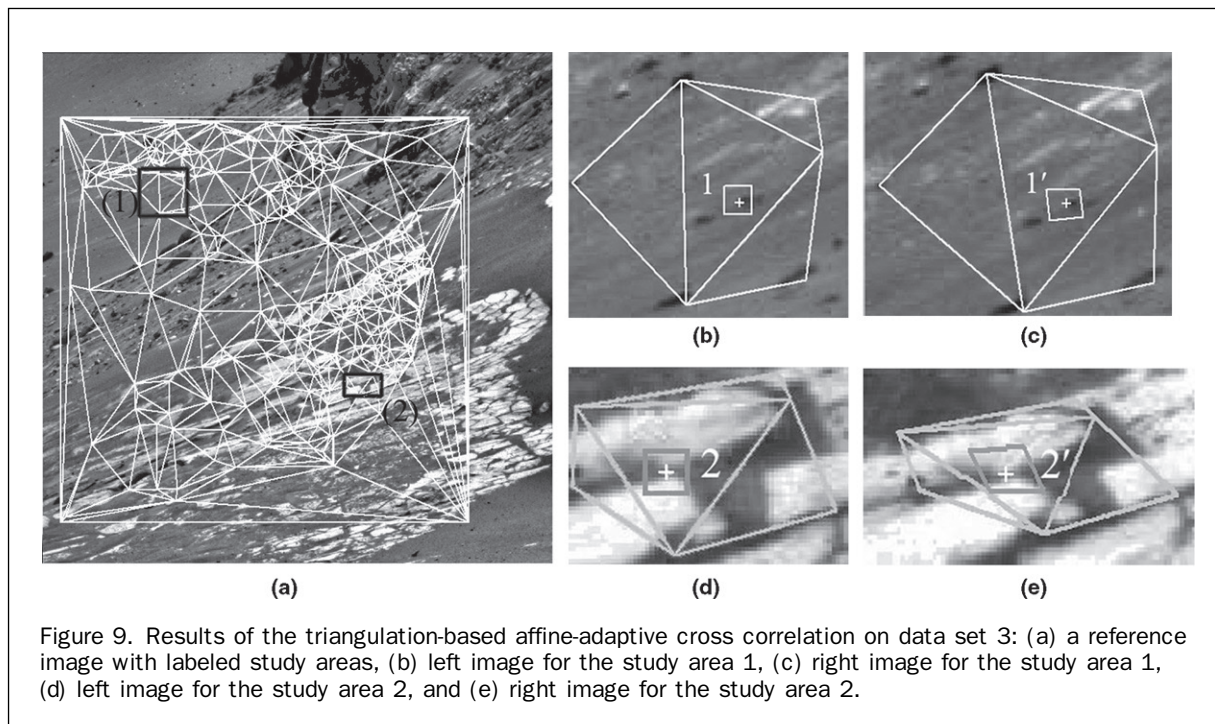 (1)
(2)
1
1′
(b)
(c)
2
2′
(a)
(d)
(e)
Figure 9. Results of the triangulation-based affine-adaptive cross correlation on data set 3: (a) a reference
image with labeled study areas, (b) left image for the study area 1, (c) right image for the study area 1,
(d) left image for the study area 2, and (e) right image for the study area 2.